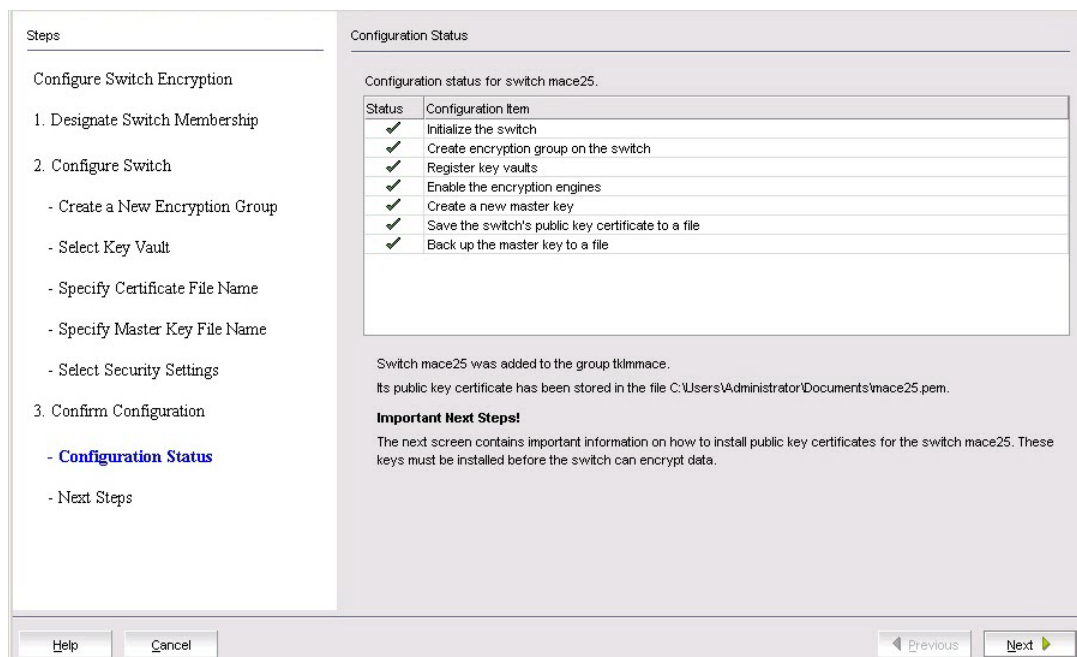 Steps
Configure Switch Encryption
1. Designate Switch Membership
2. Configure Switch
- Create a New Encryption Group
- Select Key Vault
- Specify Certificate File Name
- Specify Master Key File Name
- Select Security Settings
3. Confirm Configuration
- Configuration Status
- Next Steps
Configuration Status
Configuration status for switch mace25.
Status Configuration Item
✓ Initialize the switch
✓ Create encryption group on the switch
✓ Register key vaults
✓ Enable the encryption engines
✓ Create a new master key
✓ Save the switch's public key certificate to a file
✓ Back up the master key to a file
Switch mace25 was added to the group tklmmace.
Its public key certificate has been stored in the file C:\Users\Administrator\Documents\mace25.pem.
Important Next Steps!
The next screen contains important information on how to install public key certificates for the switch mace25. These
keys must be installed before the switch can encrypt data.
Help Cancel Previous Next